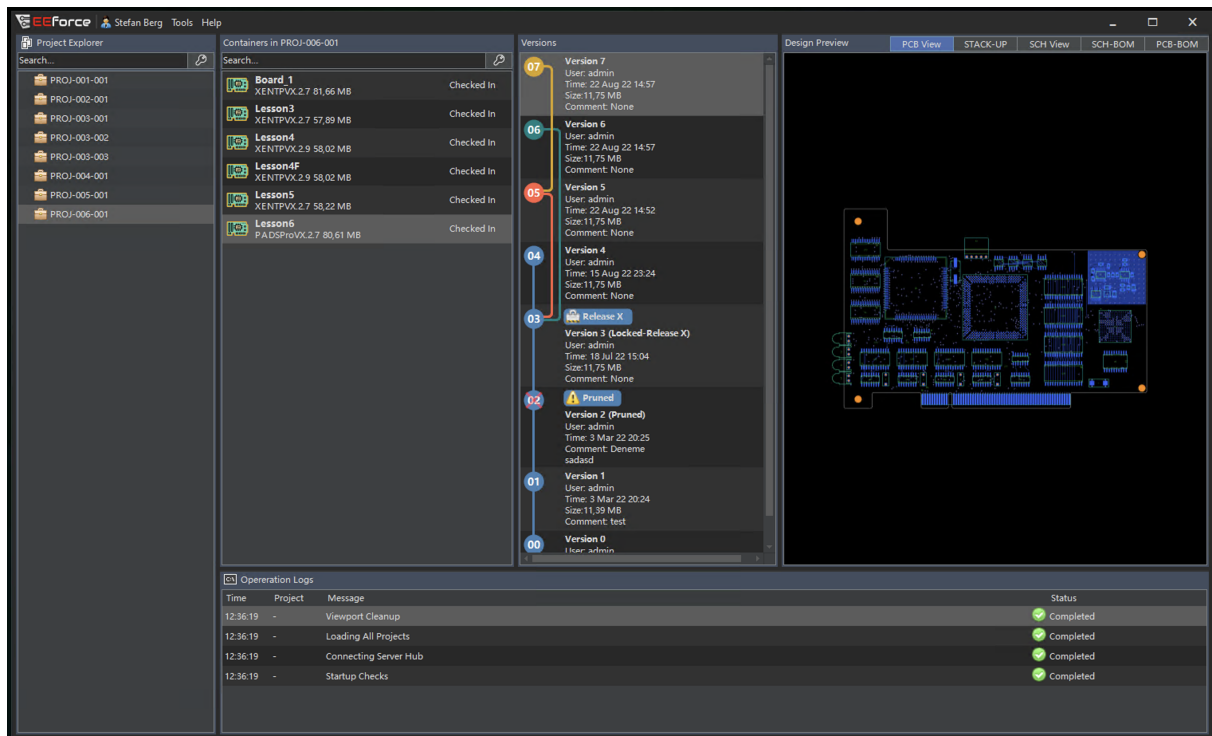 EEForce Stefan Berg Tools Help
Project Explorer
Search...
PROJ-001-001
PROJ-002-001
PROJ-003-001
PROJ-003-002
PROJ-003-003
PROJ-004-001
PROJ-005-001
PROJ-006-001
Containers in PROJ-006-001
Search...
Board_1
XENTPVX.2.7 81,66 MB Checked In
Lesson3
XENTPVX.2.7 57,89 MB Checked In
Lesson4
XENTPVX.2.9 58,02 MB Checked In
Lesson4F
XENTPVX.2.9 58,02 MB Checked In
Lesson5
XENTPVX.2.7 58,22 MB Checked In
Lesson6
PADSProVX.2.7 80,61 MB Checked In
Versions
07
Version 7
User: admin
Time: 22 Aug 22 14:57
Size:11,75 MB
Comment: None
06
Version 6
User: admin
Time: 22 Aug 22 14:57
Size:11,75 MB
Comment: None
05
Version 5
User: admin
Time: 22 Aug 22 14:52
Size:11,75 MB
Comment: None
04
Version 4
User: admin
Time: 15 Aug 22 23:24
Size:11,75 MB
Comment: None
03
Release X
Version 3 (Locked-Release X)
User: admin
Time: 18 Jul 22 15:04
Size:11,75 MB
Comment: None
02
Pruned
Version 2 (Pruned)
User: admin
Time: 3 Mar 22 20:25
Comment: Deneme
sadasd
01
Version 1
User: admin
Time: 3 Mar 22 20:24
Size:11,39 MB
Comment: test
00
Version 0
User: admin
Design Preview PCB View STACK-UP SCH View SCH-BOM PCB-BOM
Opereration Logs
Time Project Message Status
12:36:19 - Viewport Cleanup Completed
12:36:19 - Loading All Projects Completed
12:36:19 - Connecting Server Hub Completed
12:36:19 - Startup Checks Completed